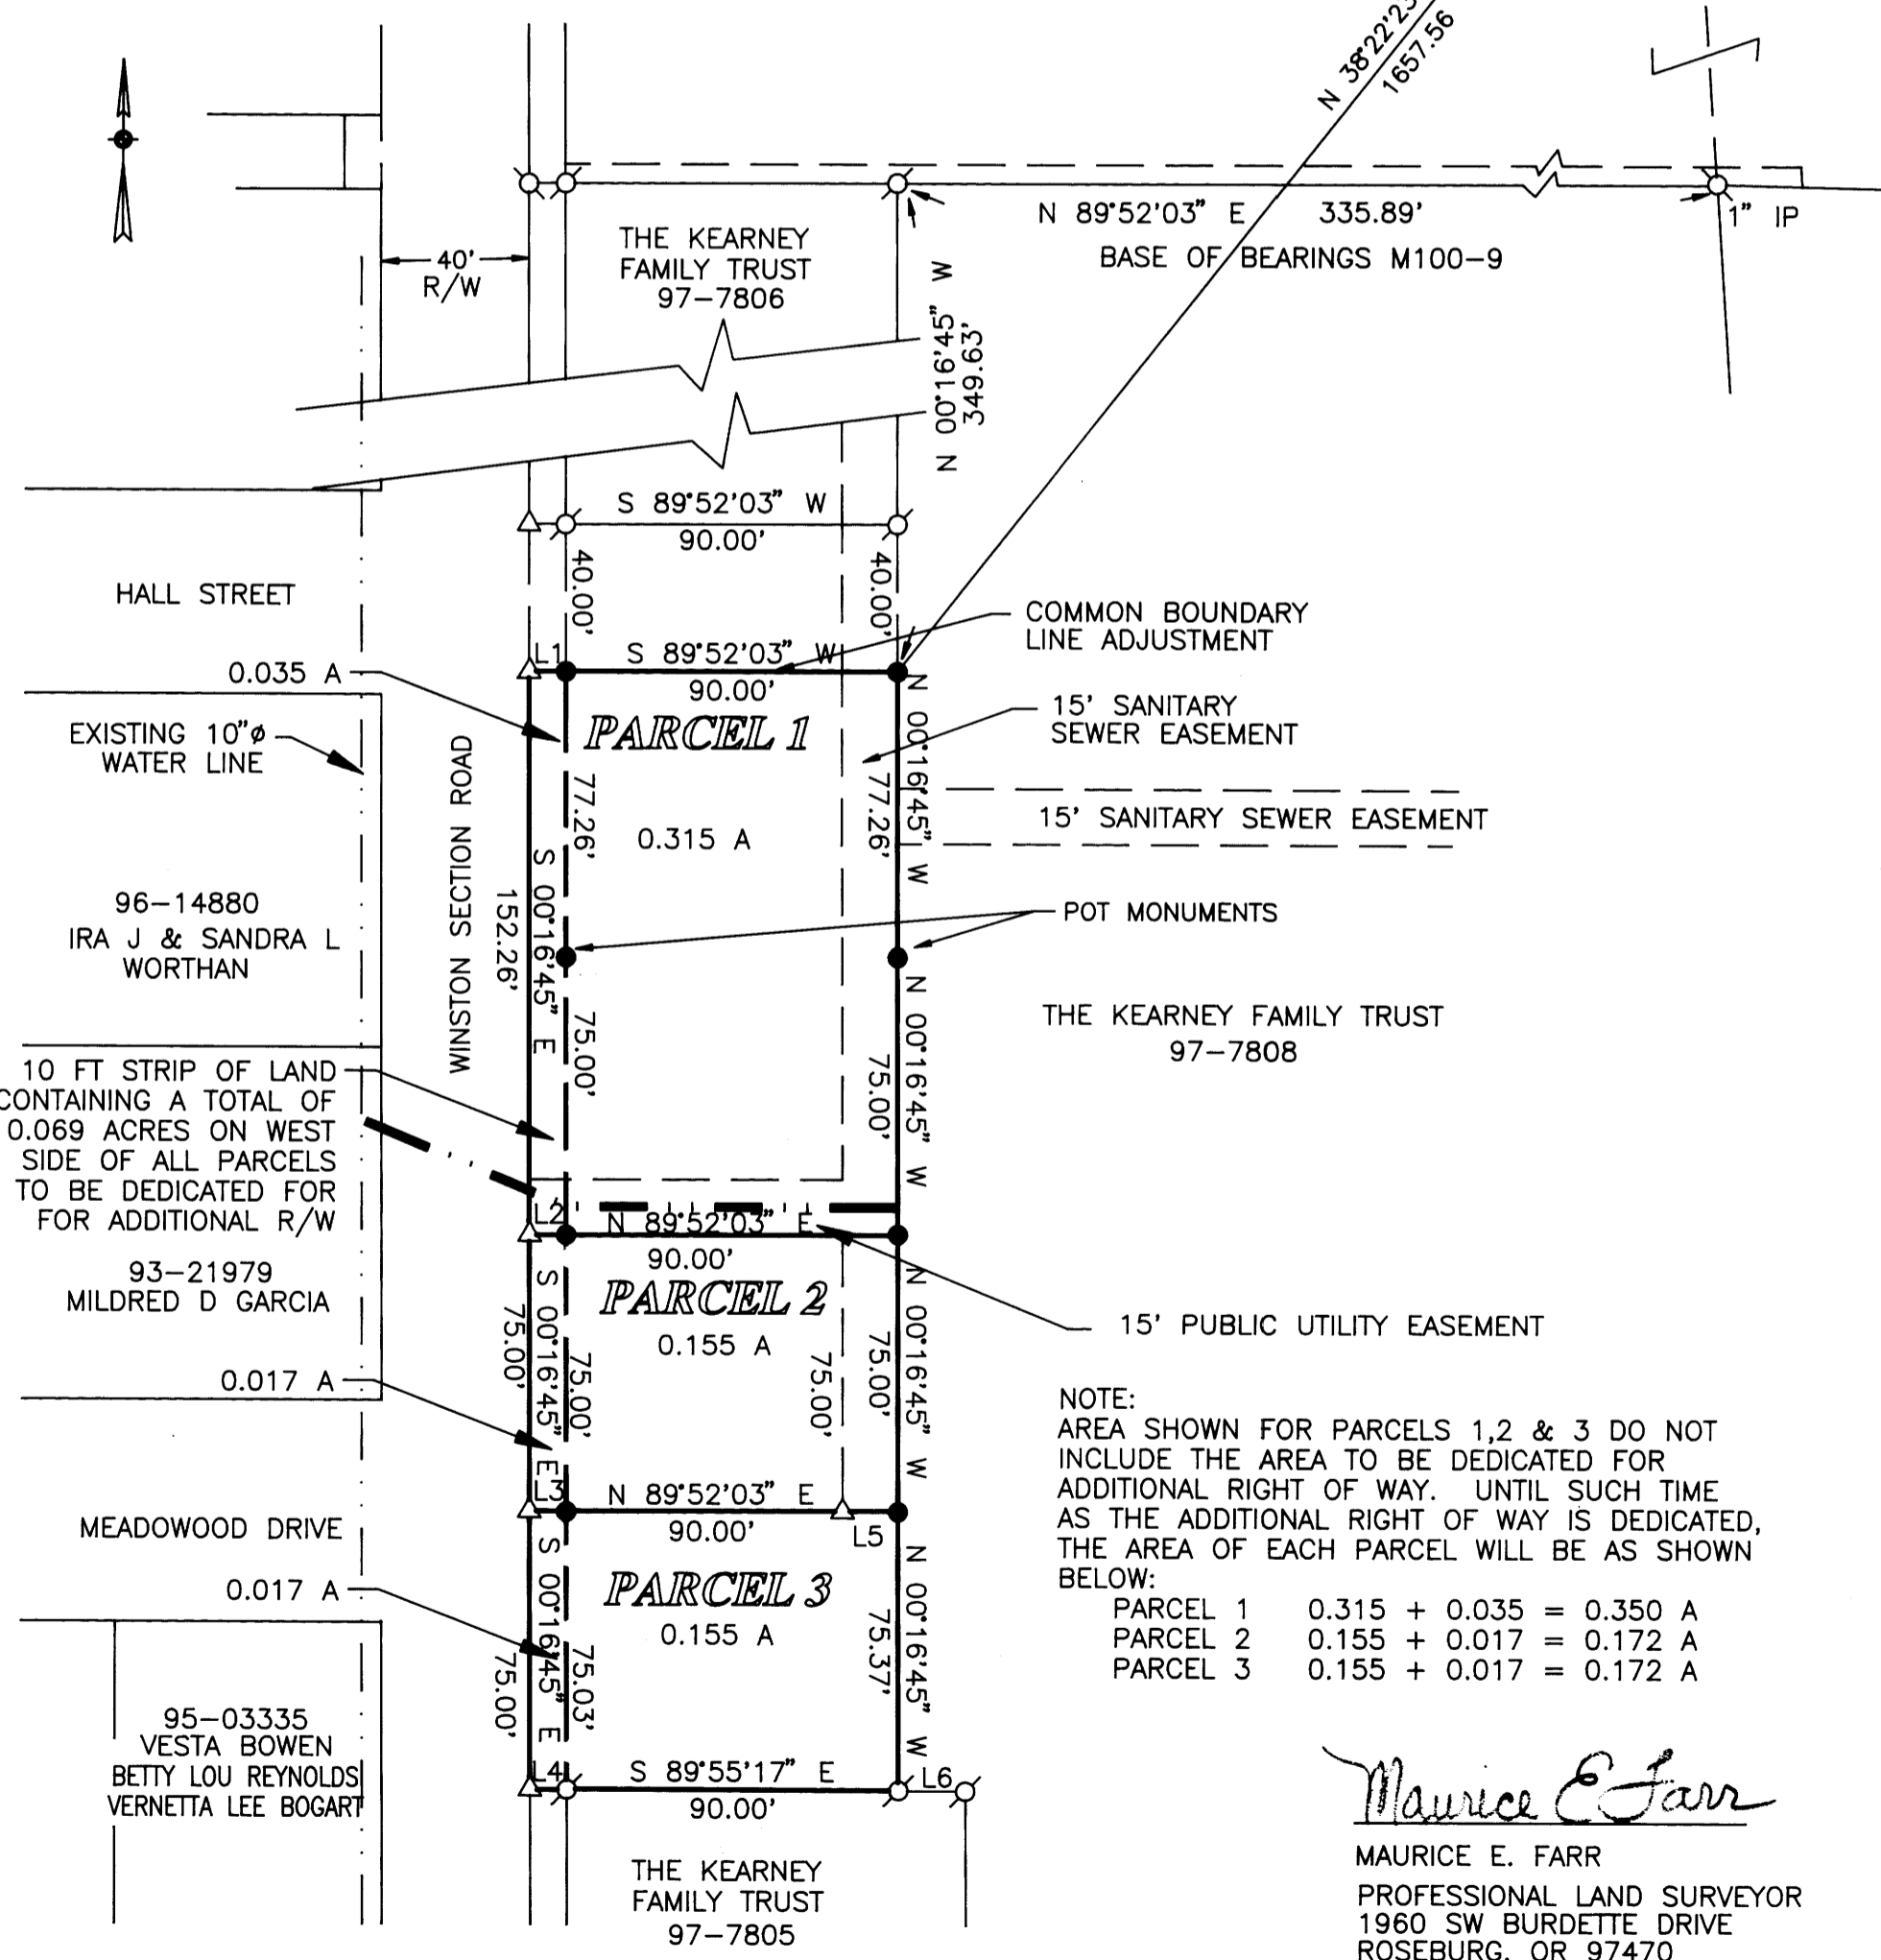 N 38°22'23
1657.56
40'
R/W
THE KEARNEY
FAMILY TRUST
97-7806
N 89°52'03" E 335.89'
BASE OF BEARINGS M100-9
1" IP
N 00°16'45" W
349.63'
S 89°52'03" W
90.00'
40.00'
40.00'
HALL STREET
COMMON BOUNDARY
LINE ADJUSTMENT
0.035 A
L1
S 89°52'03" W
90.00'
PARCEL 1
15' SANITARY
SEWER EASEMENT
EXISTING 10"ø
WATER LINE
WINSTON SECTION ROAD
77.26'
77.26'
N 00°16'45" W
0.315 A
15' SANITARY SEWER EASEMENT
96-14880
IRA J & SANDRA L
WORTHAN
152.26'
S 00°16'45" E
POT MONUMENTS
75.00'
75.00'
N 00°16'45" W
THE KEARNEY FAMILY TRUST
97-7808
10 FT STRIP OF LAND
CONTAINING A TOTAL OF
0.069 ACRES ON WEST
SIDE OF ALL PARCELS
TO BE DEDICATED FOR
FOR ADDITIONAL R/W
L2
N 89°52'03" E
90.00'
93-21979
MILDRED D GARCIA
PARCEL 2
0.155 A
75.00'
S 00°16'45" E
75.00'
75.00'
75.00'
N 00°16'45" W
15' PUBLIC UTILITY EASEMENT
0.017 A
L3
N 89°52'03" E
90.00'
L5
NOTE:
AREA SHOWN FOR PARCELS 1,2 & 3 DO NOT
INCLUDE THE AREA TO BE DEDICATED FOR
ADDITIONAL RIGHT OF WAY. UNTIL SUCH TIME
AS THE ADDITIONAL RIGHT OF WAY IS DEDICATED,
THE AREA OF EACH PARCEL WILL BE AS SHOWN
BELOW:
PARCEL 1 0.315 + 0.035 = 0.350 A
PARCEL 2 0.155 + 0.017 = 0.172 A
PARCEL 3 0.155 + 0.017 = 0.172 A
MEADOWOOD DRIVE
0.017 A
PARCEL 3
0.155 A
75.00'
S 00°16'45" E
75.03'
75.37'
N 00°16'45" W
95-03335
VESTA BOWEN
BETTY LOU REYNOLDS
VERNETTA LEE BOGART
L4
S 89°55'17" E
90.00'
L6
THE KEARNEY
FAMILY TRUST
97-7805
Maurice E Farr
MAURICE E. FARR
PROFESSIONAL LAND SURVEYOR
1960 SW BURDETTE DRIVE
ROSEBURG, OR 97470